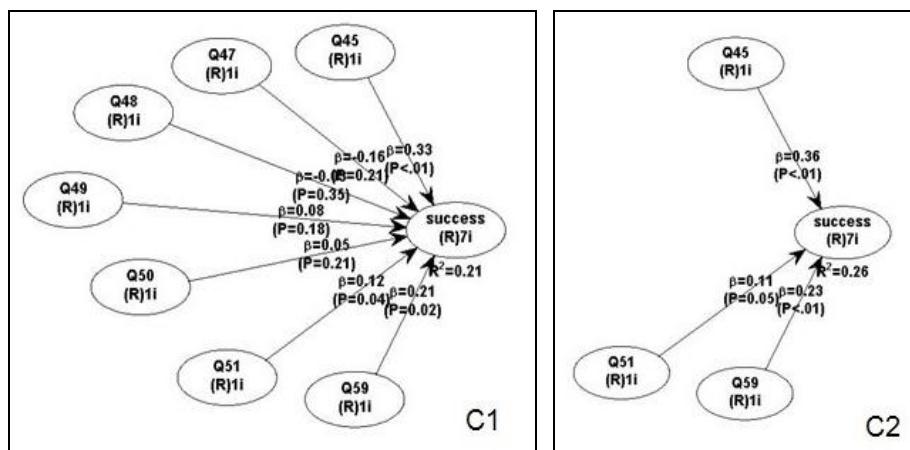 Q45
(R)1i
Q47
(R)1i
Q48
(R)1i
Q49
(R)1i
Q50
(R)1i
Q51
(R)1i
Q59
(R)1i
β=0.33
(P<.01)
β=-0.16
(P=0.21)
(P=0.35)
β=0.08
(P=0.18)
β=0.05
(P=0.21)
β=0.12
(P=0.04)
β=0.21
(P=0.02)
success
(R)7i
R²=0.21
C1
Q45
(R)1i
β=0.36
(P<.01)
success
(R)7i
R²=0.26
β=0.11
(P=0.05)
β=0.23
(P<.01)
Q51
(R)1i
Q59
(R)1i
C2